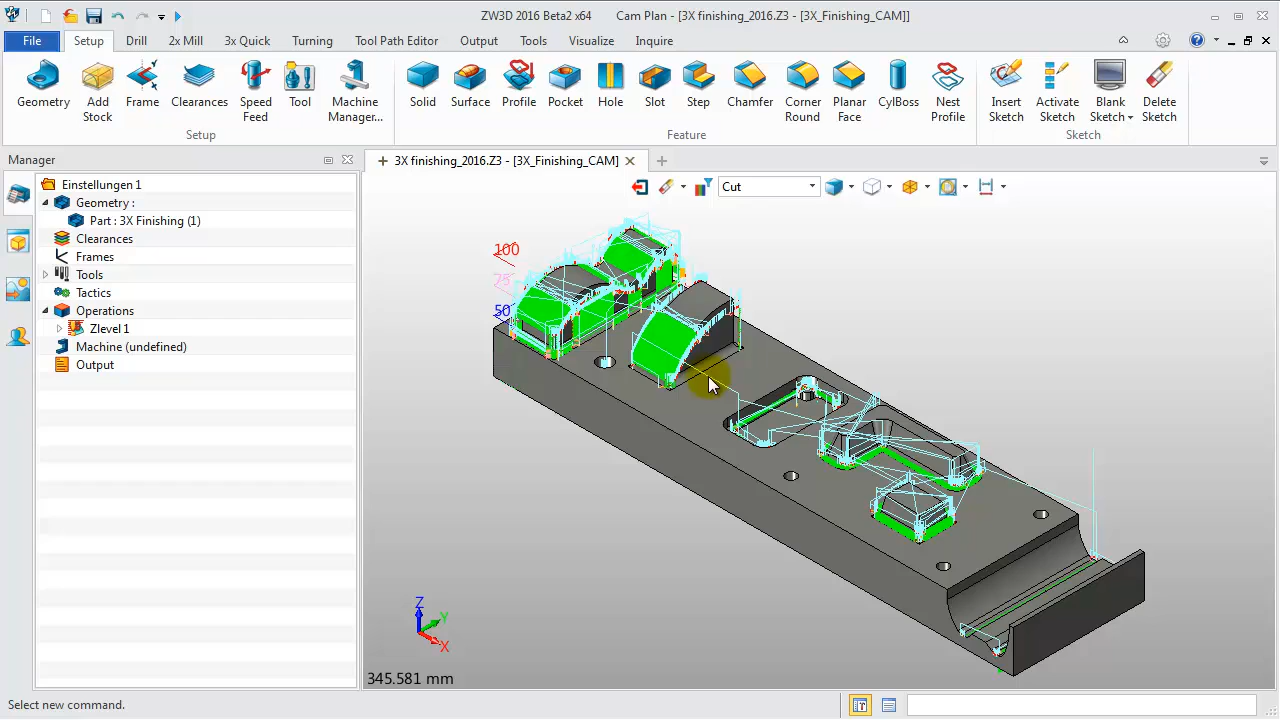 ZW3D 2016 Beta2 x64 Cam Plan - [3X finishing_2016.Z3 - [3X_Finishing_CAM]]
File Setup Drill 2x Mill 3x Quick Turning Tool Path Editor Output Tools Visualize Inquire
Geometry Add Stock Frame Clearances Speed Feed Tool Machine Manager... Solid Surface Profile Pocket Hole Slot Step Chamfer Corner Round Planar Face CylBoss Nest Profile Insert Sketch Activate Sketch Blank Sketch Delete Sketch
Setup Feature Sketch
Manager
3X finishing_2016.Z3 - [3X_Finishing_CAM]
Cut
Einstellungen 1
Geometry :
Part : 3X Finishing (1)
Clearances
Frames
Tools
Tactics
Operations
Zlevel 1
Machine (undefined)
Output
100
75
50
Z
Y
X
345.581 mm
Select new command.